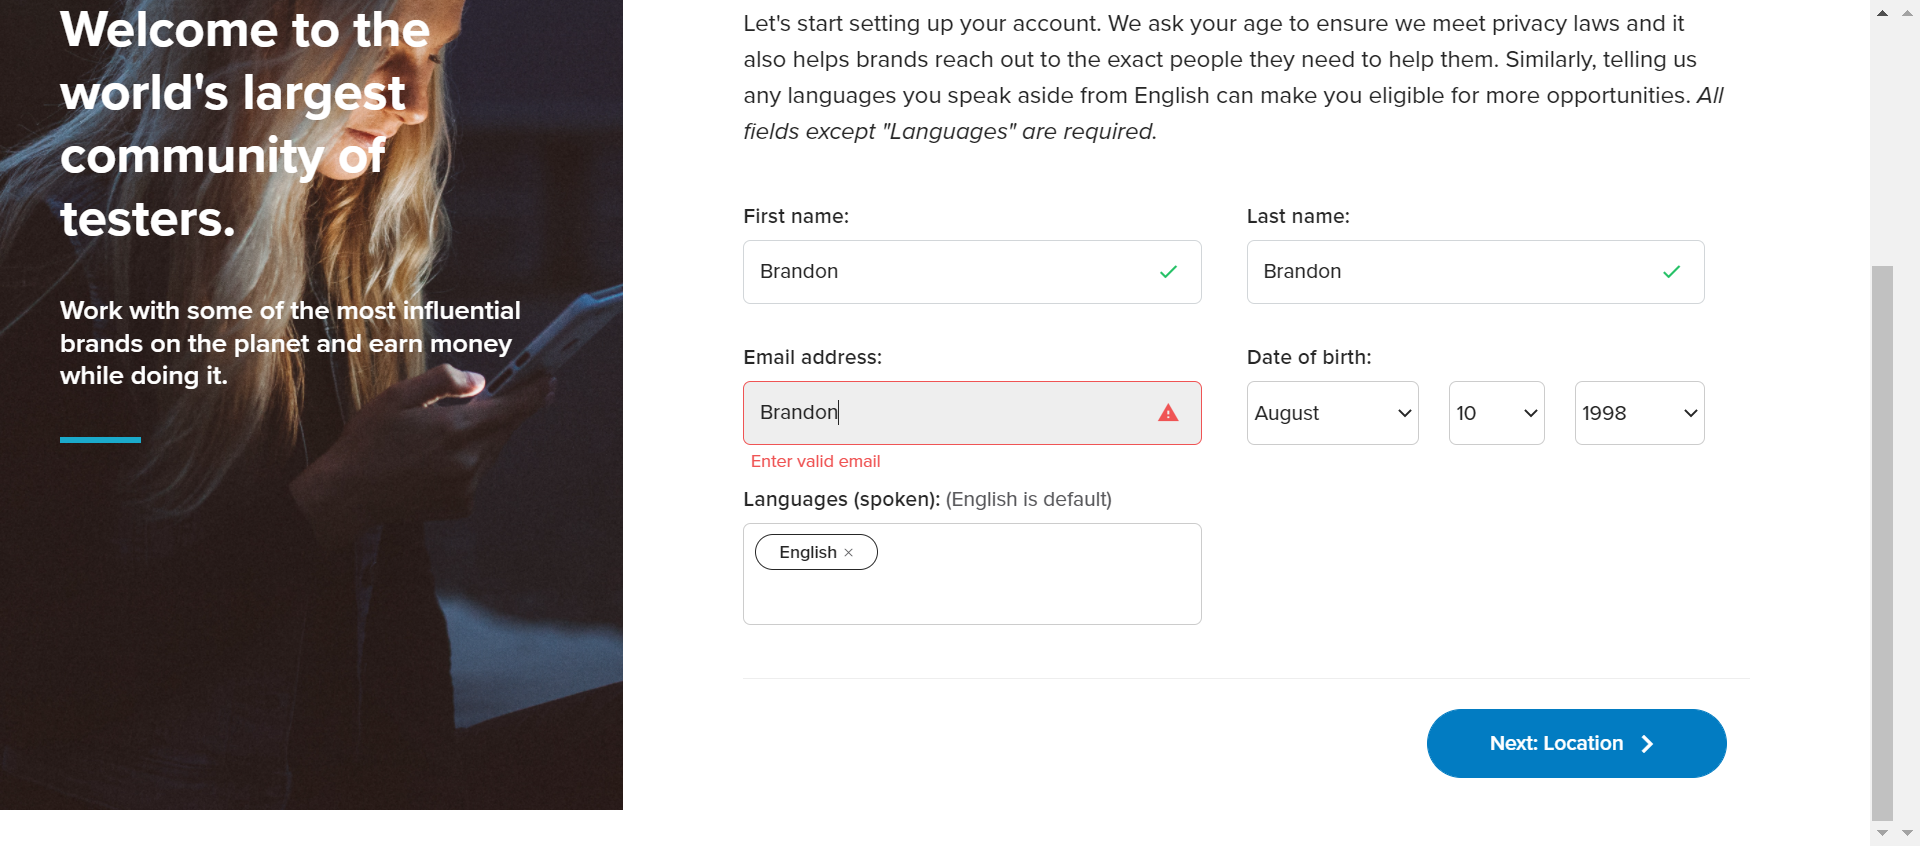 Welcome to the
world's largest
community of
testers.
Work with some of the most influential
brands on the planet and earn money
while doing it.
Let's start setting up your account. We ask your age to ensure we meet privacy laws and it
also helps brands reach out to the exact people they need to help them. Similarly, telling us
any languages you speak aside from English can make you eligible for more opportunities. All
fields except "Languages" are required.
First name:
Last name:
Brandon
Brandon
Email address:
Date of birth:
Brandon
August
10
1998
Enter valid email
Languages (spoken): (English is default)
English ×
Next: Location